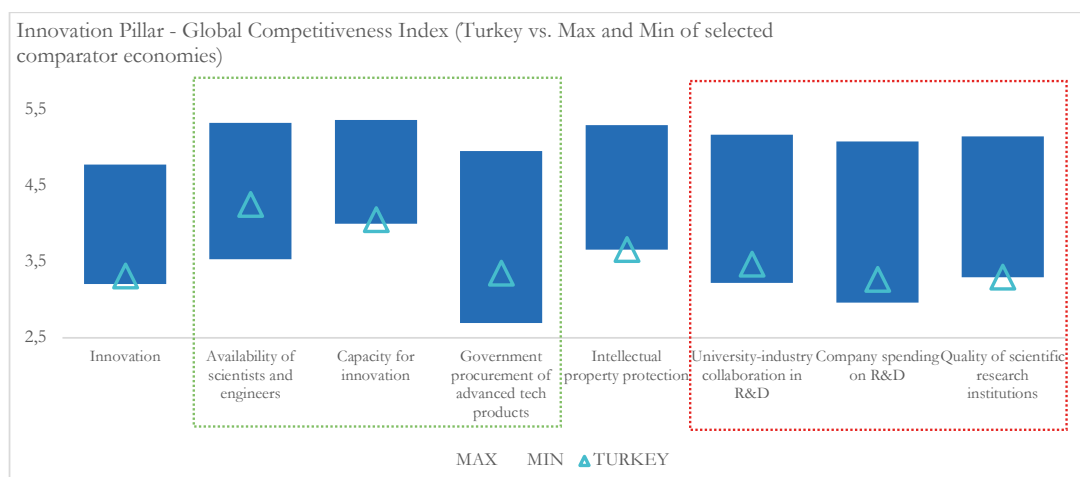 Innovation Pillar - Global Competitiveness Index (Turkey vs. Max and Min of selected
comparator economies)
5,5
4,5
3,5
2,5
Innovation
Availability of
scientists and
engineers
Capacity for
innovation
Government
procurement of
advanced tech
products
Intellectual
property protection
University-industry
collaboration in
R&D
Company spending
on R&D
Quality of scientific
research
institutions
MAX MIN TURKEY